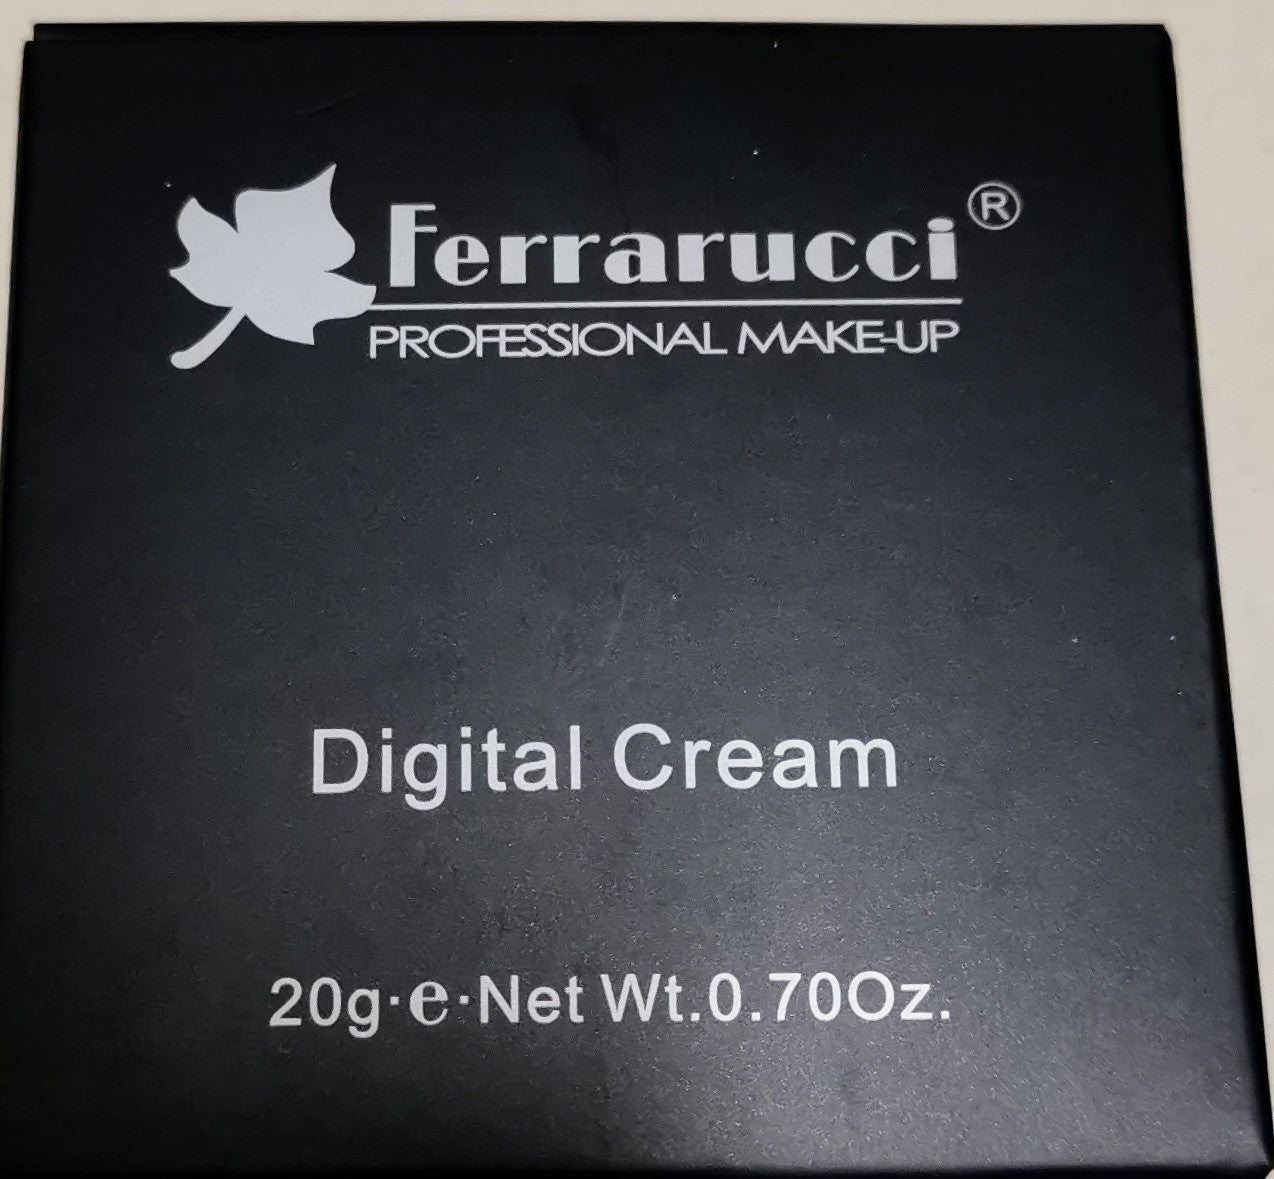 Ferrarucci®
PROFESSIONAL MAKE-UP
Digital Cream
20g·e·Net Wt.0.70Oz.